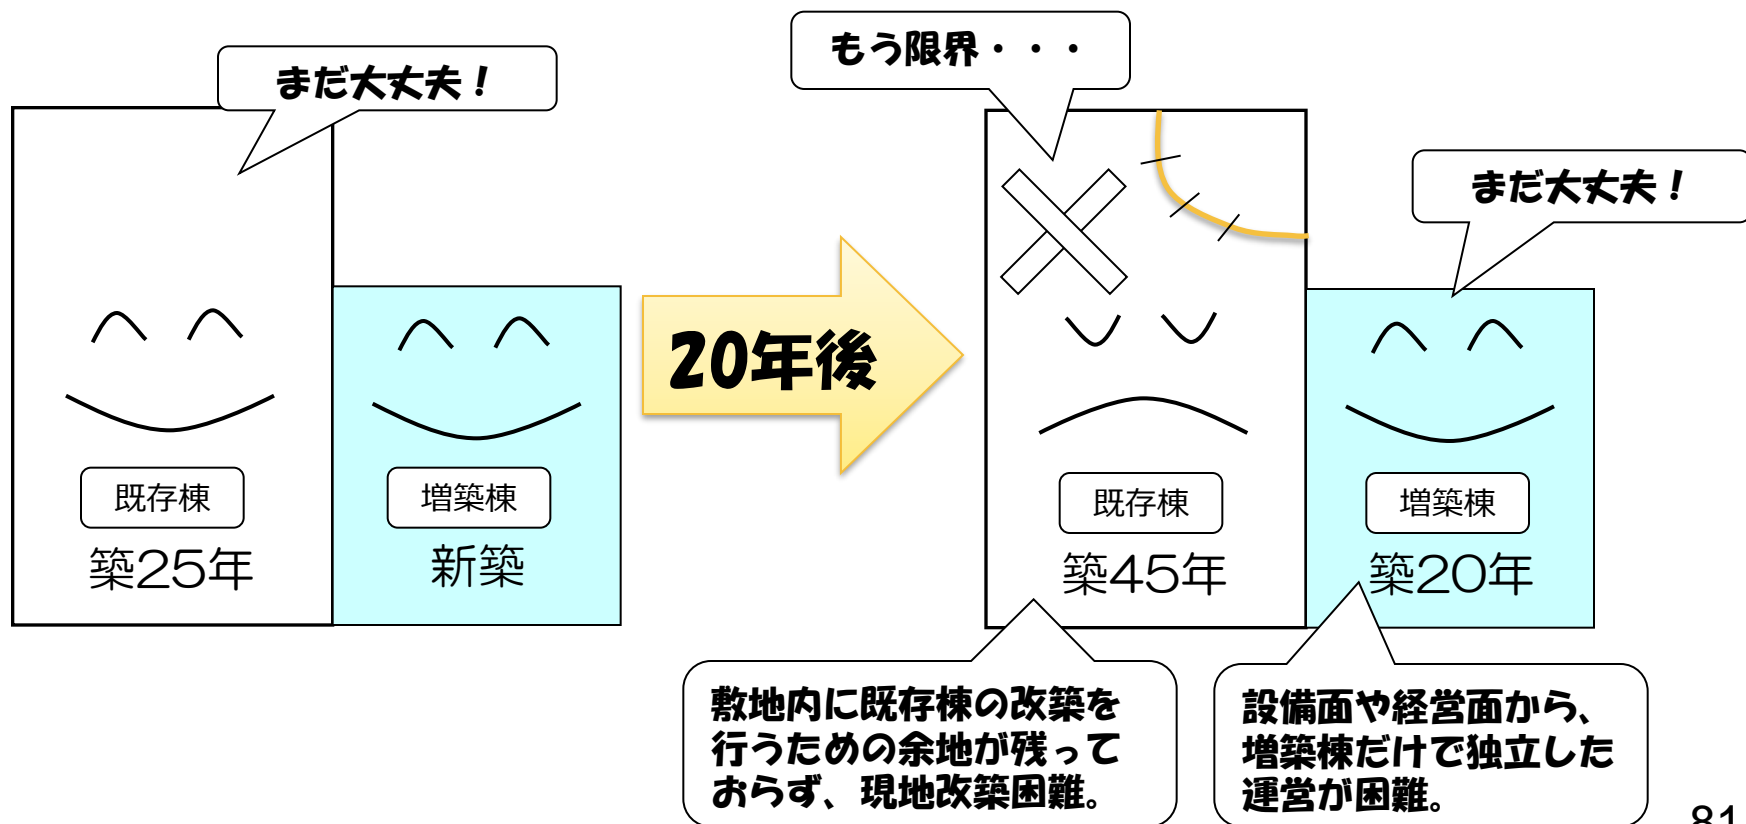 まだ大丈夫！
既存棟
築25年
増築棟
新築
20年後
もう限界・・・
まだ大丈夫！
既存棟
築45年
増築棟
築20年
敷地内に既存棟の改築を
行うための余地が残って
おらず、現地改築困難。
設備面や経営面から、
増築棟だけで独立した
運営が困難。
81